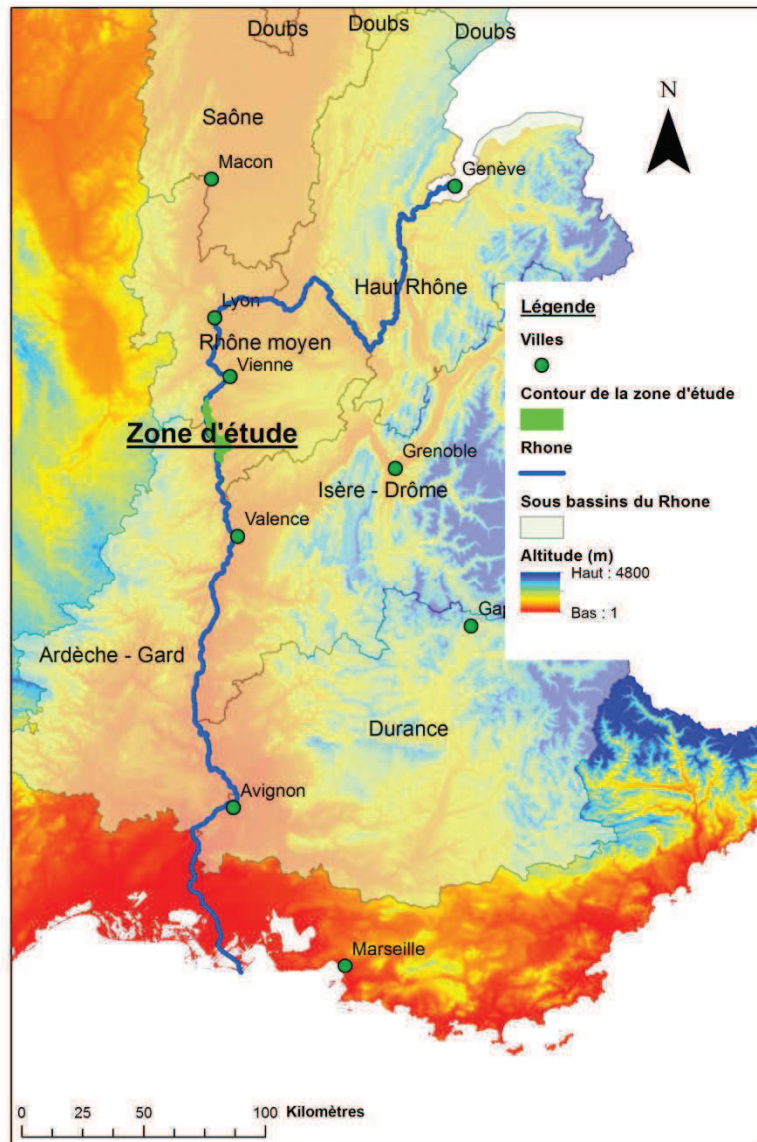 Doubs
Doubs
Doubs
Saône
N
Macon
Genève
Haut Rhône
Lyon
Rhône moyen
Vienne
Zone d'étude
Grenoble
Isère - Drôme
Valence
Légende
Villes
Contour de la zone d'étude
Rhone
Sous bassins du Rhone
Altitude (m)
Haut : 4800
Bas : 1
Gap
Ardèche - Gard
Durance
Avignon
Marseille
0 25 50 100 Kilomètres